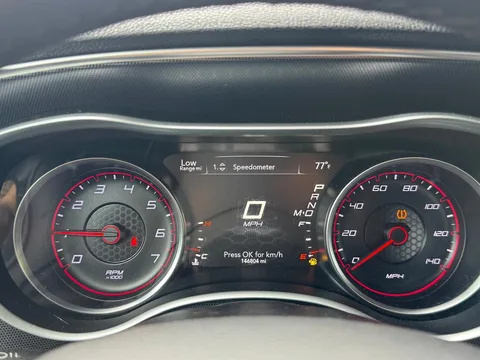 Low
Range mi
1. Speedometer
77°F
0
MPH
Press OK for km/h
146804 mi
H
C
P
R
N
M D
F
E
0
1
2
3
4
5
6
7
RPM
x1000
0
20
40
60
80
100
120
140
MPH